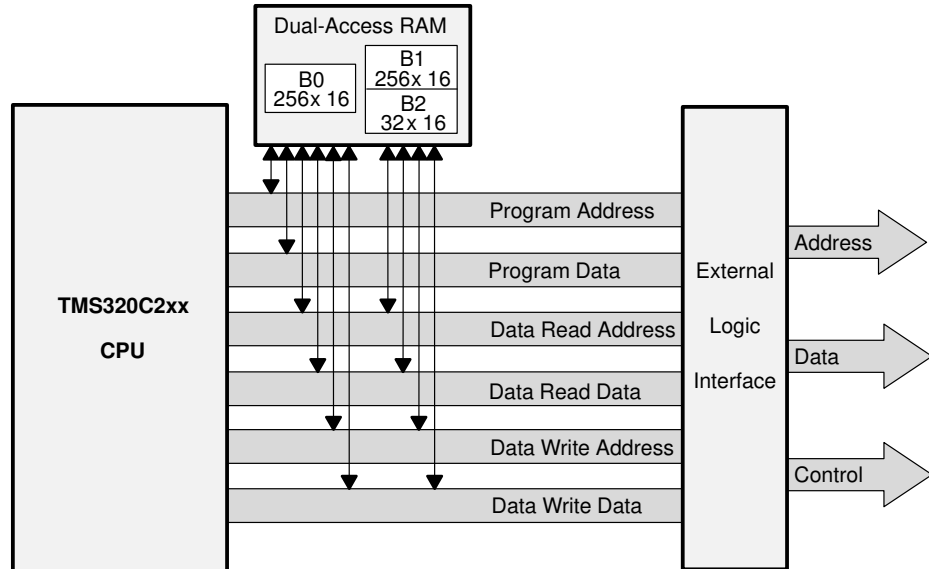 Dual-Access RAM
B0
256x 16
B1
256x 16
B2
32x 16
TMS320C2xx
CPU
Program Address
Program Data
Data Read Address
Data Read Data
Data Write Address
Data Write Data
External
Logic
Interface
Address
Data
Control